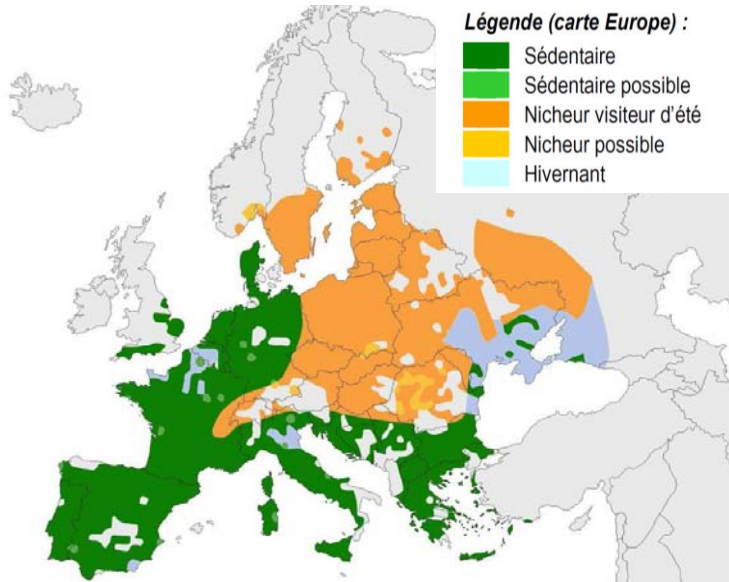 Légende (carte Europe) :
Sédentaire
Sédentaire possible
Nicheur visiteur d’été
Nicheur possible
Hivernant